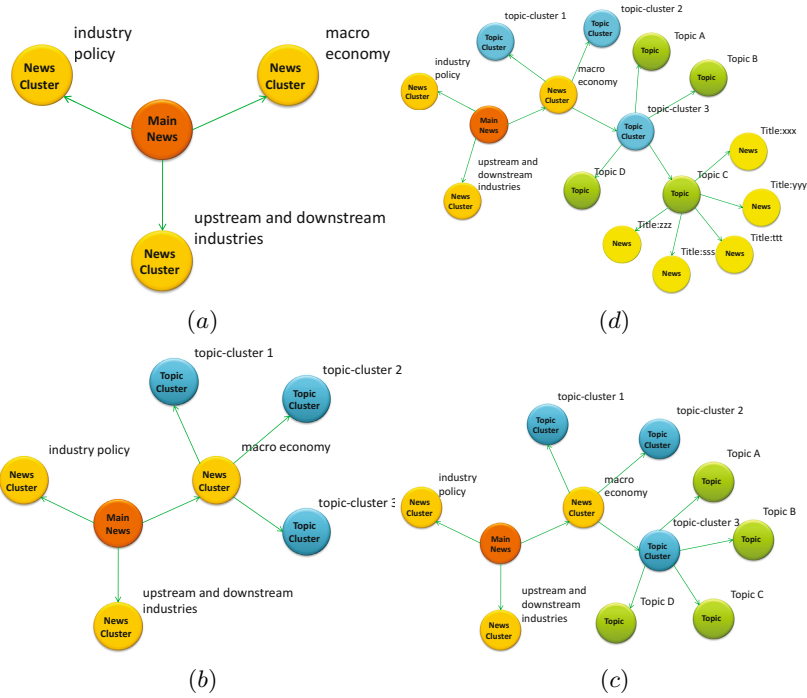 industry
policy
macro
economy
News
Cluster
News
Cluster
Main
News
upstream and downstream
industries
News
Cluster
(a)
topic-cluster 1
topic-cluster 2
Topic
Cluster
Topic
Cluster
Topic A
Topic
Topic B
Topic
industry
policy
macro
economy
News
Cluster
News
Cluster
topic-cluster 3
Main
News
Topic
Cluster
Title:xxx
News
upstream and
downstream
industries
Topic D
Topic C
Topic
Topic
Title:yyy
News
News
Cluster
Title:zzz
News
Title:sss
News
Title:ttt
News
(d)
topic-cluster 1
topic-cluster 2
Topic
Cluster
Topic
Cluster
industry policy
macro economy
News
Cluster
News
Cluster
topic-cluster 3
Main
News
Topic
Cluster
upstream and downstream
industries
News
Cluster
(b)
topic-cluster 1
topic-cluster 2
Topic
Cluster
Topic
Cluster
Topic A
industry
policy
macro
economy
Topic
News
Cluster
News
Cluster
Topic B
topic-cluster 3
Main
News
Topic
Cluster
Topic
upstream and
downstream
industries
Topic D
Topic C
News
Cluster
Topic
Topic
(c)